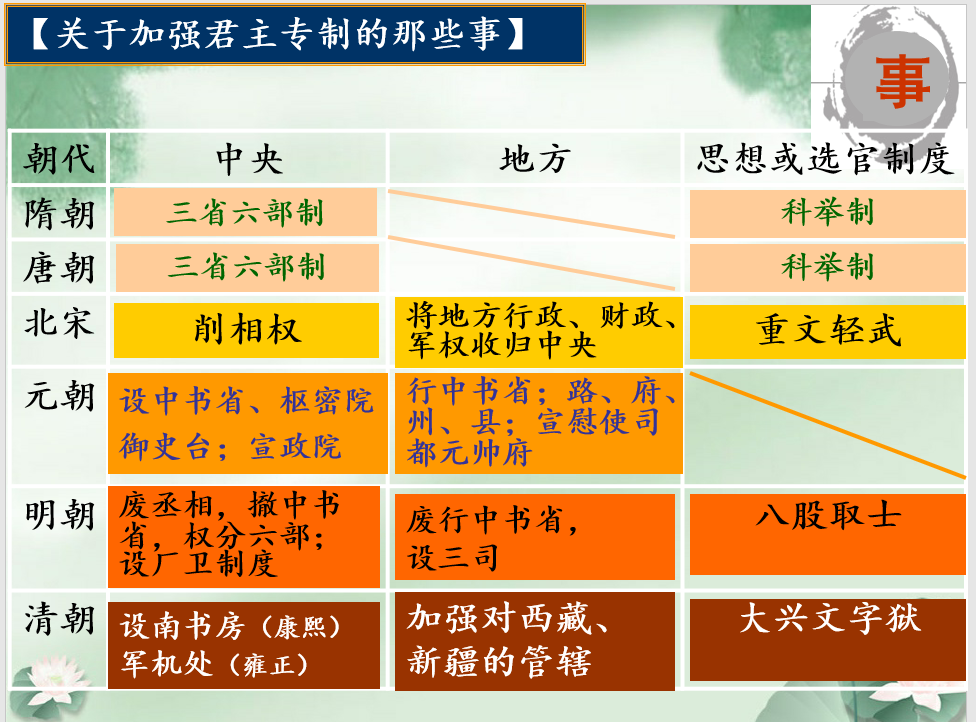 【关于加强君主专制的那些事】
事
朝代 中央 地方 思想或选官制度
隋朝 三省六部制 科举制
唐朝 三省六部制 科举制
北宋 削相权 将地方行政、财政、
军权收归中央 重文轻武
元朝 设中书省、枢密院
御史台；宣政院 行中书省；路、府、
州、县；宣慰使司
都元帅府
明朝 废丞相，撤中书
省，权分六部；
设厂卫制度 废行中书省，
设三司 八股取士
清朝 设南书房（康熙）
军机处（雍正） 加强对西藏、
新疆的管辖 大兴文字狱